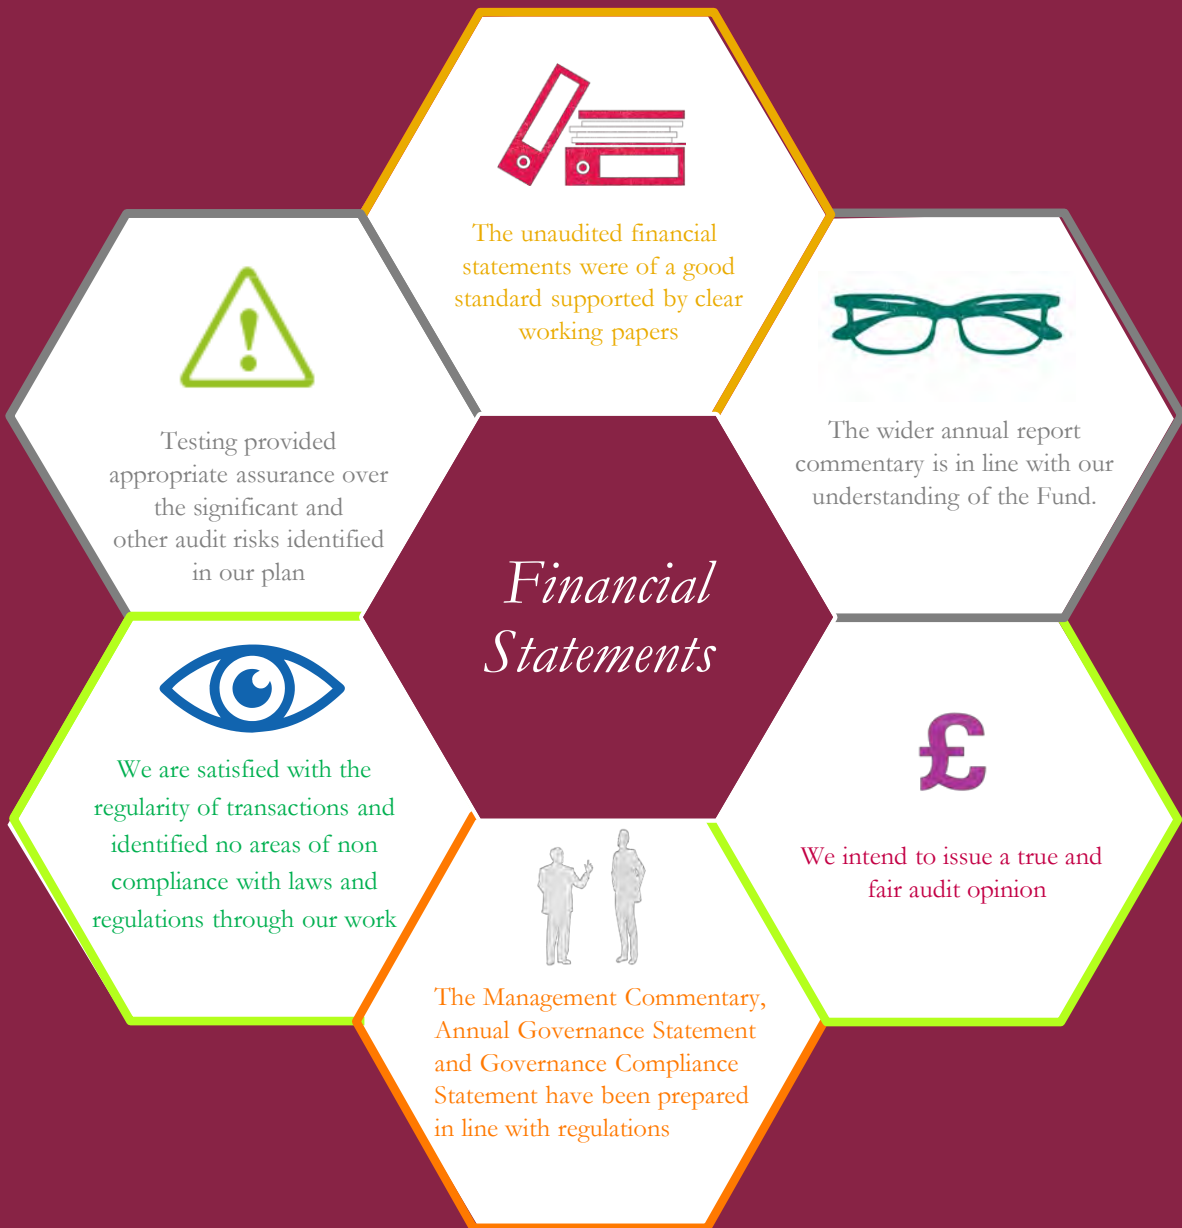 The unaudited financial
statements were of a good
standard supported by clear
working papers
Testing provided
appropriate assurance over
the significant and
other audit risks identified
in our plan
The wider annual report
commentary is in line with our
understanding of the Fund.
Financial
Statements
We are satisfied with the
regularity of transactions and
identified no areas of non
compliance with laws and
regulations through our work
£
We intend to issue a true and
fair audit opinion
The Management Commentary,
Annual Governance Statement
and Governance Compliance
Statement have been prepared
in line with regulations